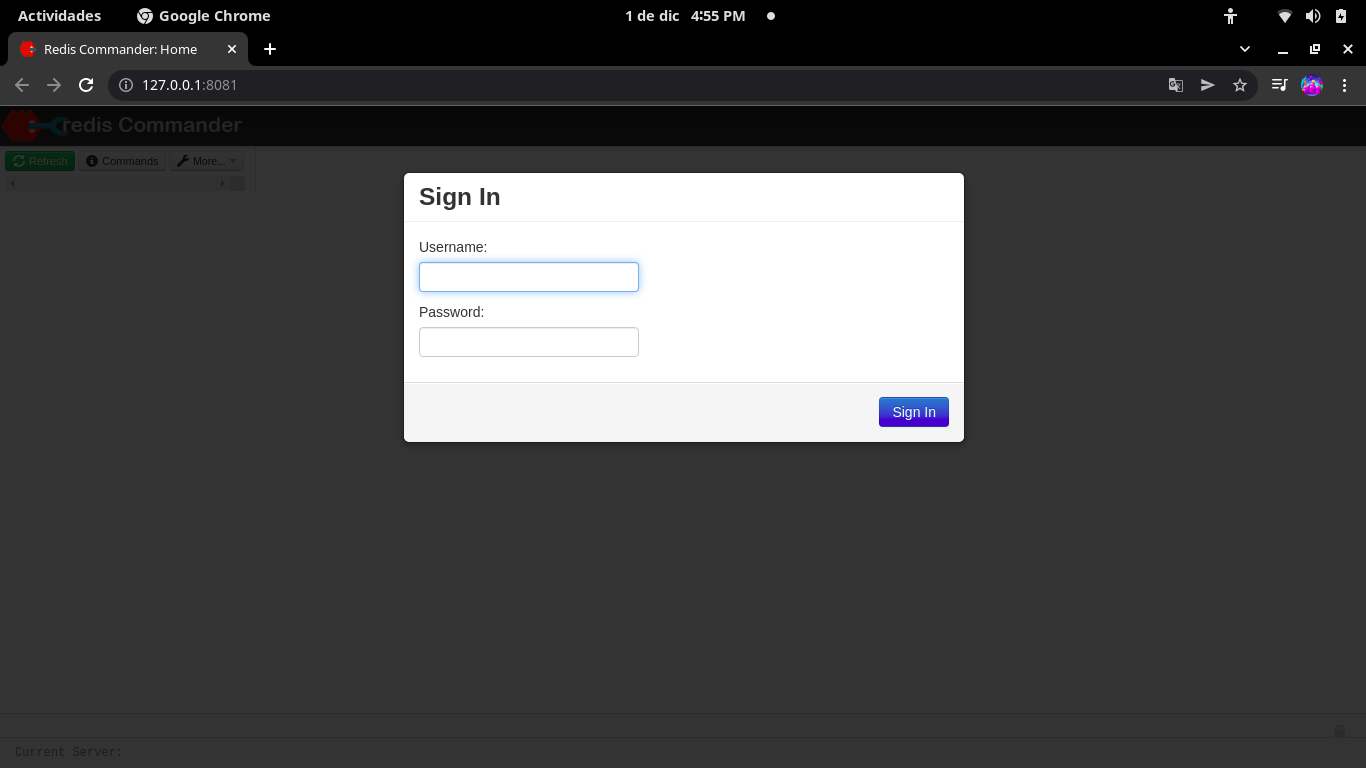 Actividades Google Chrome 1 de dic 4:55 PM
Redis Commander: Home
127.0.0.1:8081
redis Commander
Refresh Commands More...
Sign In
Username:
Password:
Sign In
Current Server: